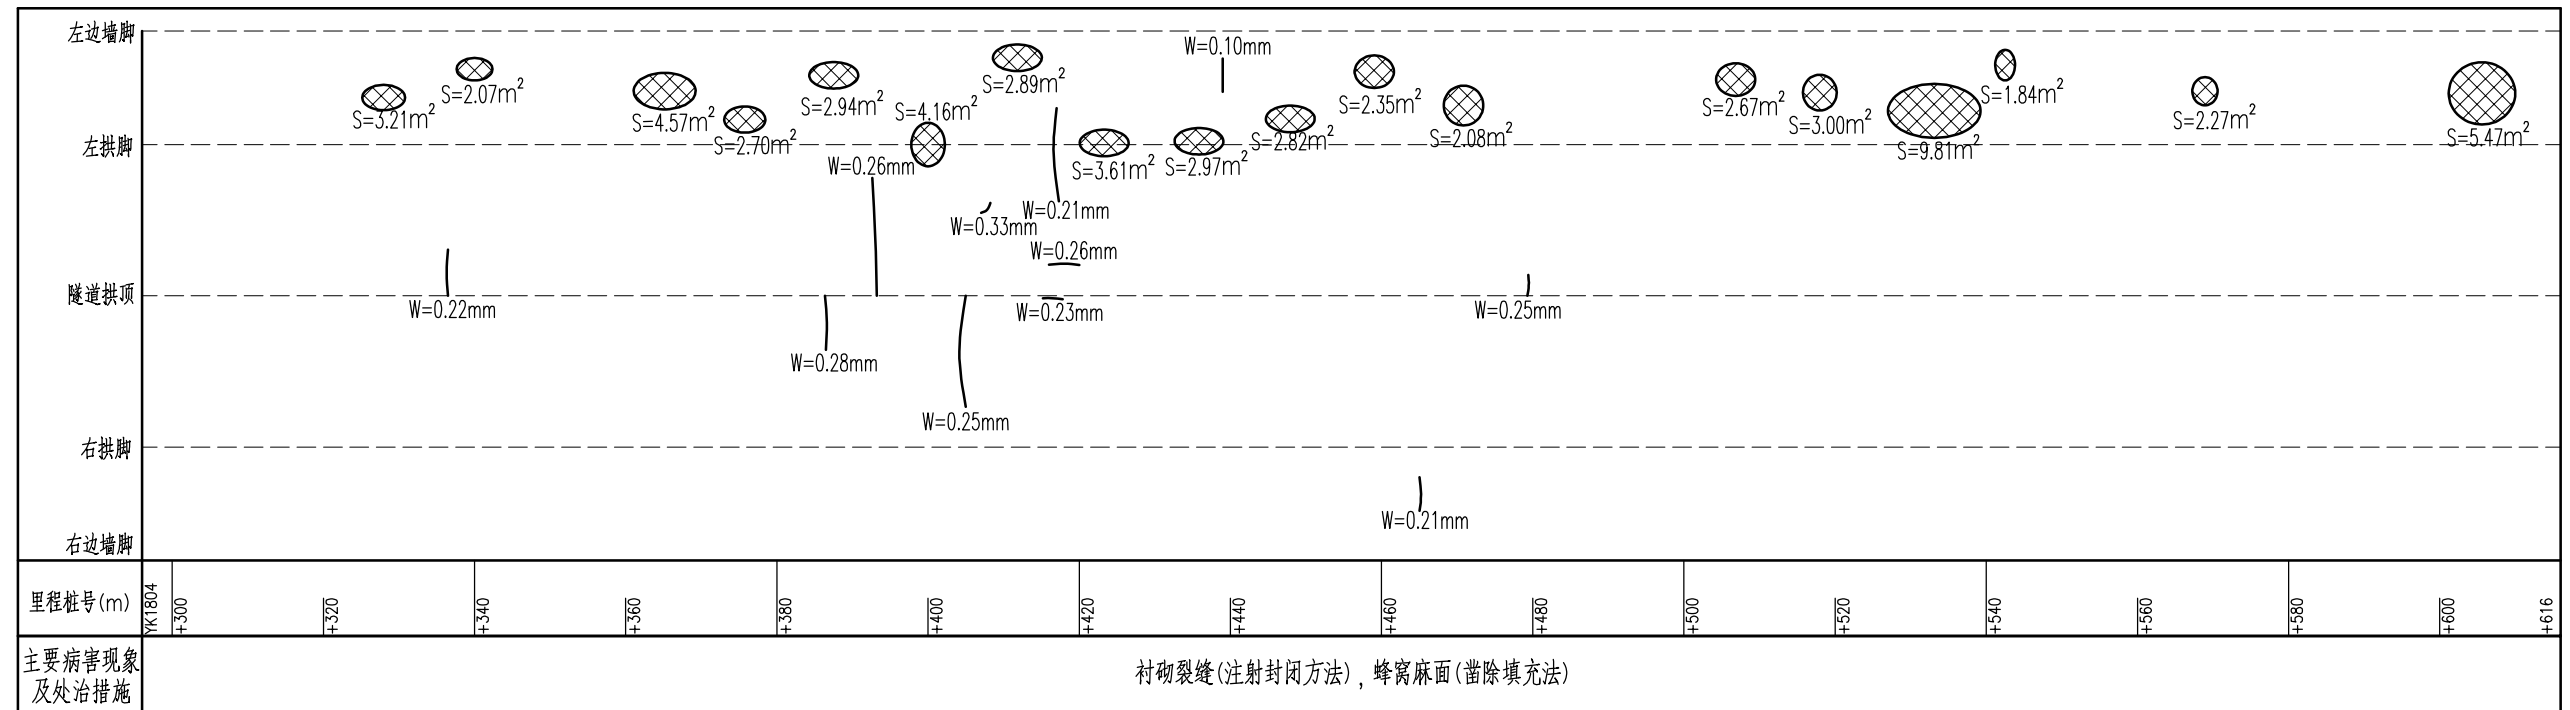 左边墙脚
W=0.10mm
S=3.21m²
S=2.07m²
S=4.57m²
S=2.70m²
S=2.94m²
S=4.16m²
S=2.89m²
S=3.61m²
S=2.97m²
S=2.82m²
S=2.35m²
S=2.08m²
S=2.67m²
S=3.00m²
S=9.81m²
S=1.84m²
S=2.27m²
S=5.47m²
左拱脚
W=0.26mm
W=0.33mm
W=0.21mm
W=0.26mm
隧道拱顶
W=0.22mm
W=0.23mm
W=0.25mm
W=0.28mm
W=0.25mm
右拱脚
W=0.21mm
右边墙脚
里程桩号(m)
YK1804
+300
+320
+340
+360
+380
+400
+420
+440
+460
+480
+500
+520
+540
+560
+580
+600
+616
主要病害现象
及处治措施
衬砌裂缝(注射封闭方法),蜂窝麻面(凿除填充法)